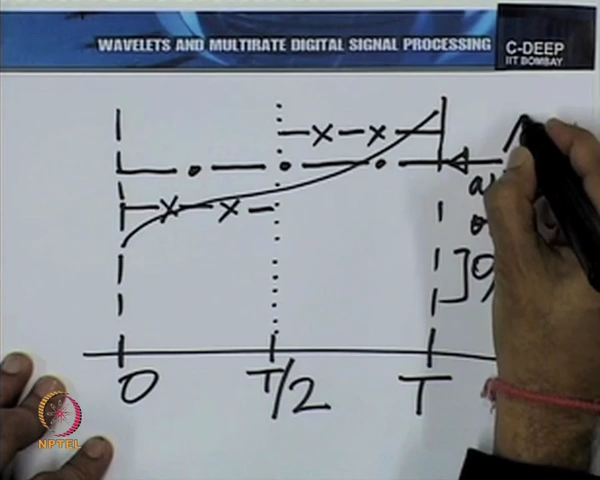 WAVELETS AND MULTIRATE DIGITAL SIGNAL PROCESSING
C-DEEP
IIT BOMBAY
0 T/2 T
NPTEL